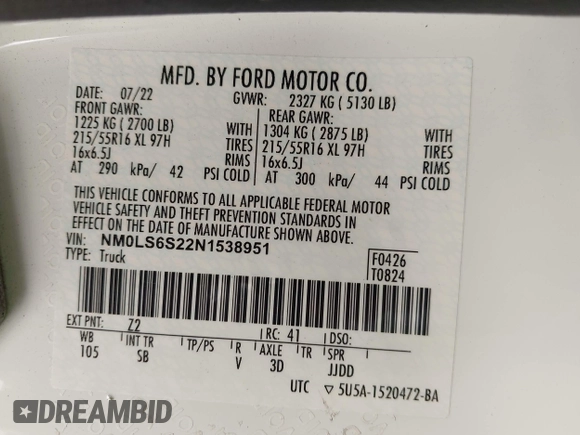 MFD. BY FORD MOTOR CO.
DATE: 07/22 GVWR: 2327 KG ( 5130 LB)
FRONT GAWR: REAR GAWR:
1225 KG ( 2700 LB) WITH 1304 KG ( 2875 LB) WITH
215/55R16 XL 97H TIRES 215/55R16 XL 97H TIRES
16x6.5J RIMS 16x6.5J RIMS
AT 290 kPa/ 42 PSI COLD AT 300 kPa/ 44 PSI COLD
THIS VEHICLE CONFORMS TO ALL APPLICABLE FEDERAL MOTOR
VEHICLE SAFETY AND THEFT PREVENTION STANDARDS IN
EFFECT ON THE DATE OF MANUFACTURE SHOWN ABOVE.
VIN: NM0LS6S22N1538951 F0426
TYPE: Truck T0824
EXT PNT: Z2 RC: 41 DSO:
WB INT TR TP/PS R AXLE TR SPR
105 SB V 3D JJDD
UTC ▽5U5A-1520472-BA
DREAMBID